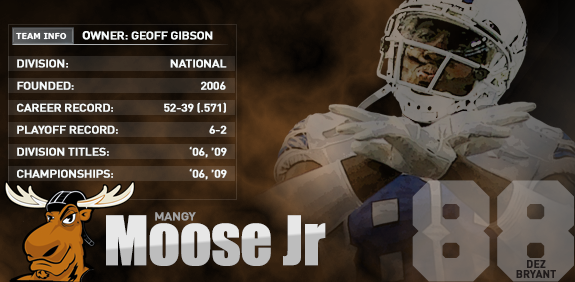 TEAM INFO OWNER: GEOFF GIBSON
DIVISION: NATIONAL
FOUNDED: 2006
CAREER RECORD: 52-39 (.571)
PLAYOFF RECORD: 6-2
DIVISION TITLES: '06, '09
CHAMPIONSHIPS: '06, '09
MANGY
Moose Jr
88
DEZ
BRYANT